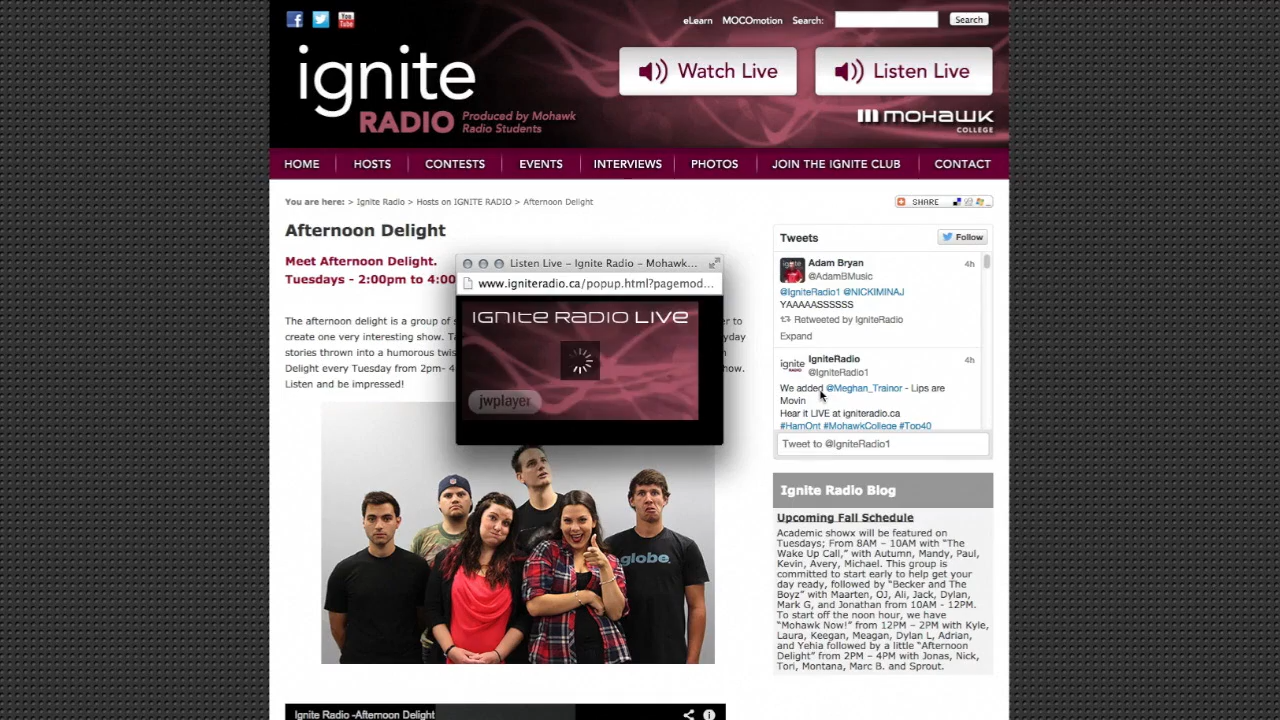 eLearn MOCOmotion Search: Search
ignite
RADIO Produced by Mohawk
Radio Students
Watch Live
Listen Live
MOHAWK
COLLEGE
HOME HOSTS CONTESTS EVENTS INTERVIEWS PHOTOS JOIN THE IGNITE CLUB CONTACT
You are here: > Ignite Radio > Hosts on IGNITE RADIO > Afternoon Delight
SHARE
Afternoon Delight
Meet Afternoon Delight.
Tuesdays - 2:00pm to 4:00
The afternoon delight is a group of
create one very interesting show.
stories thrown into a humorous
Delight every Tuesday from 2pm- 4
Listen and be impressed!
Listen Live – Ignite Radio – Mohawk...
www.igniteradio.ca/popup.html?pagemod...
IGNITE RADIO LIVE
jwplayer
globe.
Ignite Radio -Afternoon Delight
Tweets
Follow
Adam Bryan 4h
@AdamBMusic
@IgniteRadio1 @NICKIMINAJ
YAAAAASSSSSS
Retweeted by IgniteRadio
Expand
ignite
RADIO
IgniteRadio 4h
@IgniteRadio1
We added @Meghan_Trainor - Lips are
Movin
Hear it LIVE at igniteradio.ca
#HamOnt #MohawkCollege #Top40
Tweet to @IgniteRadio1
Ignite Radio Blog
Upcoming Fall Schedule
Academic showx will be featured on
Tuesdays; From 8AM – 10AM with “The
Wake Up Call,” with Autumn, Mandy, Paul,
Kevin, Avery, Michael. This group is
committed to start early to help get your
day ready, followed by “Becker and The
Boyz” with Maarten, OJ, Ali, Jack, Dylan,
Mark G, and Jonathan from 10AM - 12PM.
To start off the noon hour, we have
“Mohawk Now!” from 12PM – 2PM with Kyle,
Laura, Keegan, Meagan, Dylan L, Adrian,
and Yehia followed by a little “Afternoon
Delight” from 2PM – 4PM with Jonas, Nick,
Tori, Montana, Marc B. and Sprout.